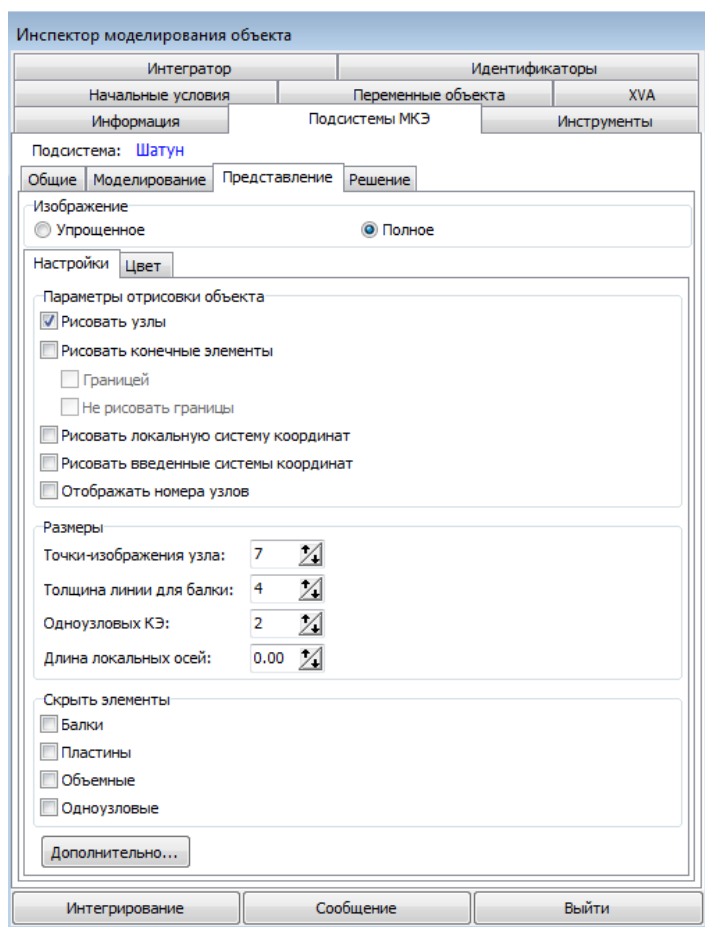 Инспектор моделирования объекта
Интегратор Идентификаторы
Начальные условия Переменные объекта XVA
Информация Подсистемы МКЭ Инструменты
Подсистема: Шатун
Общие Моделирование Представление Решение
Изображение
Упрощенное Полное
Настройки Цвет
Параметры отрисовки объекта
Рисовать узлы
Рисовать конечные элементы
Границей
Не рисовать границы
Рисовать локальную систему координат
Рисовать введенные системы координат
Отображать номера узлов
Размеры
Точки-изображения узла: 7
Толщина линии для балки: 4
Одноузловых КЭ: 2
Длина локальных осей: 0.00
Скрыть элементы
Балки
Пластины
Объемные
Одноузловые
Дополнительно...
Интегрирование Сообщение Выйти